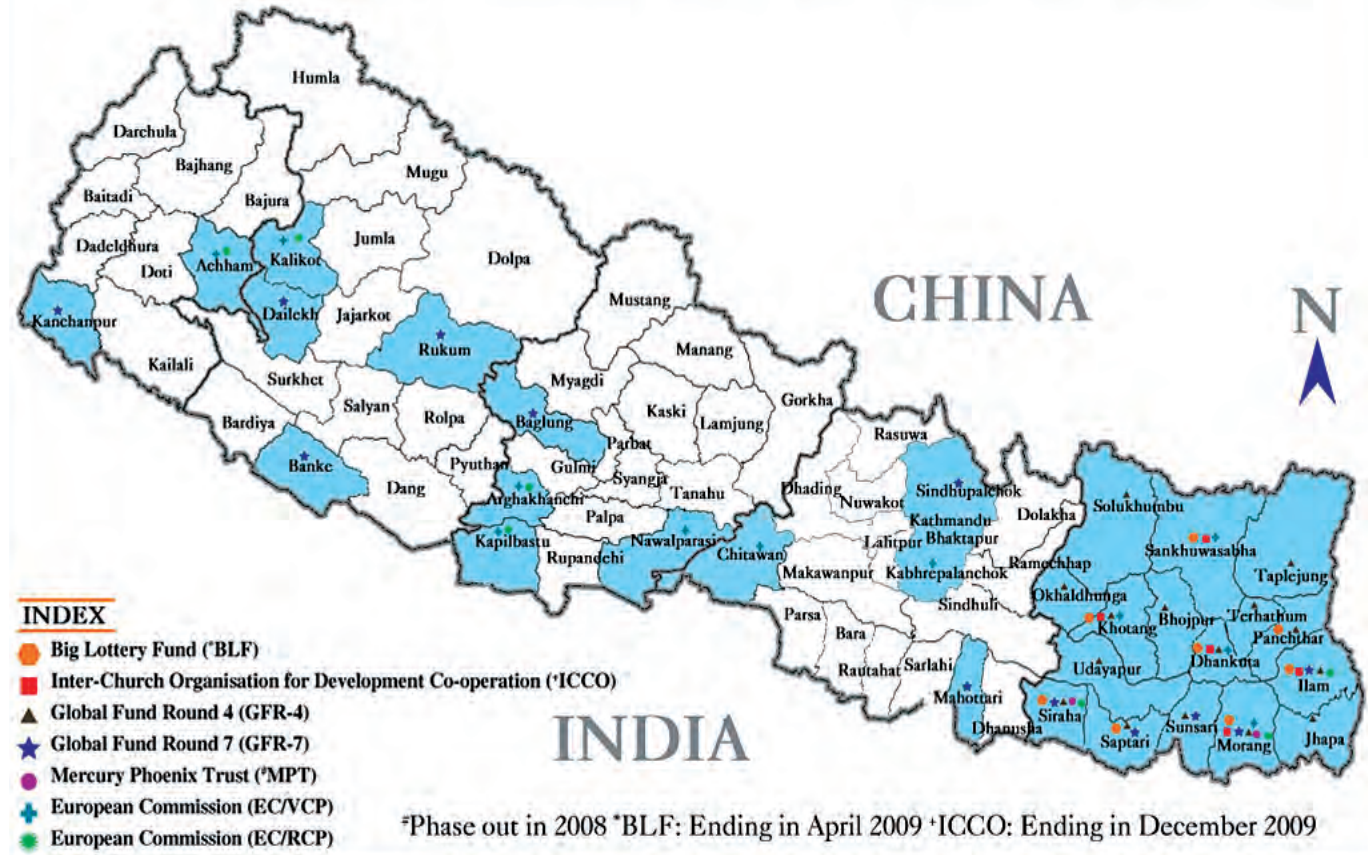 Humla
Darchula
Bajhang
Mugu
Baitadi
Bajura
Dadeldhura
Jumla
Doti
Achham
Kalikot
Dolpa
CHINA
N
Mustang
Kanchanpur
Dailekh
Jajarkot
Rukum
Manang
Kailali
Surkhet
Myagdi
Gorkha
Salyan
Rolpa
Baglung
Kaski
Lamjung
Bardiya
Parbat
Rasuwa
Banke
Pyuthan
Gulmi
Syangja
Dang
Arghakhanchi
Tanahu
Dhading
Nuwakot
Sindhupalchok
Solukhumbu
Palpa
Kathmandu
Dolakha
Kapilbastu
Nawalparasi
Lalitpur
Bhaktapur
Rupandehi
Chitawan
Makawanpur
Kabhrepalanchok
Ramechhap
Sankhuwasabha
Taplejung
Okhaldhunga
Parsa
Sindhuli
Khotang
Bhojpur
Terhathum
Panchthar
Bara
Rautahat
Sarlahi
Udayapur
Dhankuta
Ilam
Mahottari
Dhanusha
Siraha
Saptari
Sunsari
Morang
Jhapa
INDIA
INDEX
Big Lottery Fund (*BLF)
Inter-Church Organisation for Development Co-operation (+ICCO)
Global Fund Round 4 (GFR-4)
Global Fund Round 7 (GFR-7)
Mercury Phoenix Trust (#MPT)
European Commission (EC/VCP)
European Commission (EC/RCP)
#Phase out in 2008 *BLF: Ending in April 2009 +ICCO: Ending in December 2009